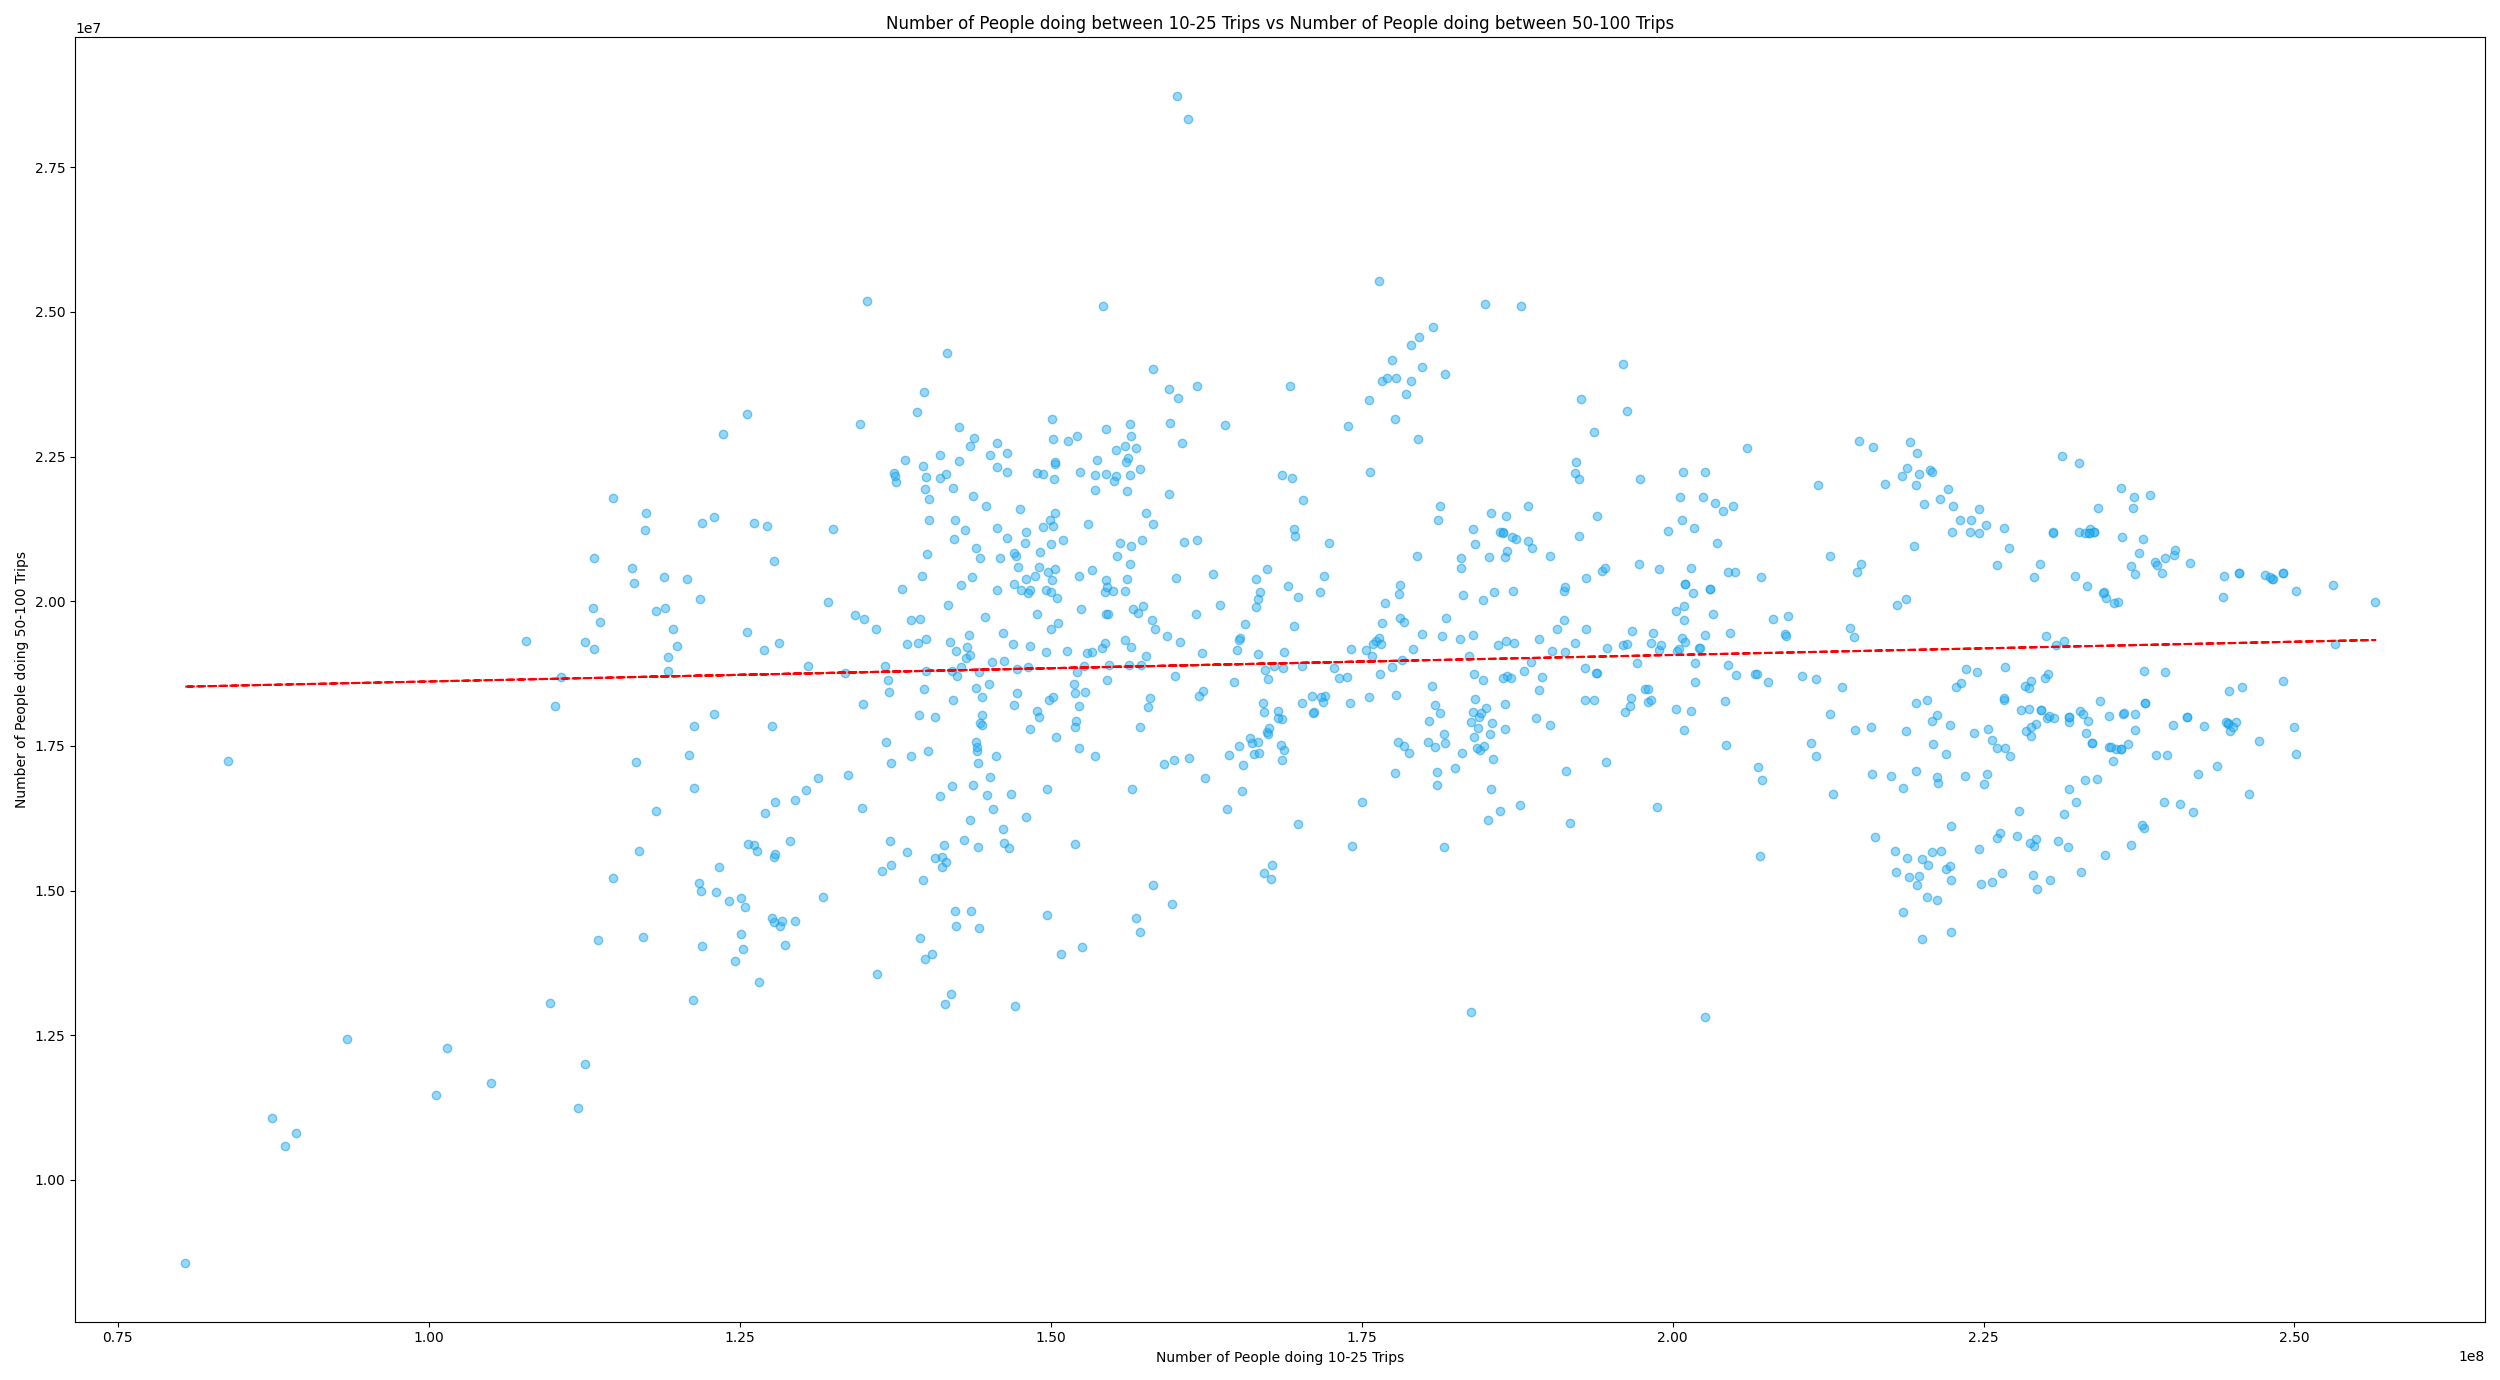 Number of People doing between 10-25 Trips vs Number of People doing between 50-100 Trips
1e7
2.75
2.50
2.25
2.00
1.75
1.50
1.25
1.00
Number of People doing 50-100 Trips
0.75 1.00 1.25 1.50 1.75 2.00 2.25 2.50
Number of People doing 10-25 Trips
1e8